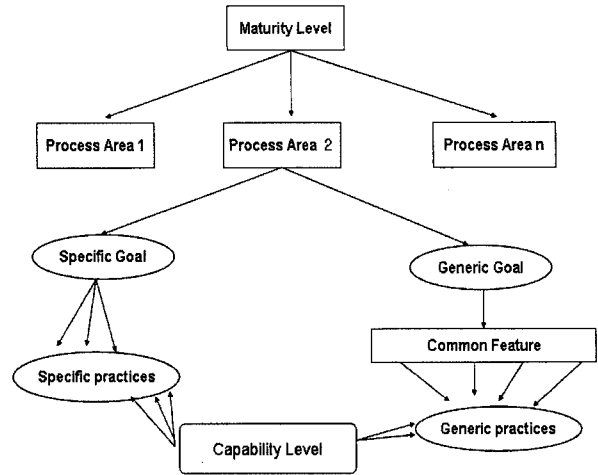 Maturity Level
Process Area 1
Process Area 2
Process Area n
Specific Goal
Generic Goal
Common Feature
Specific practices
Generic practices
Capability Level